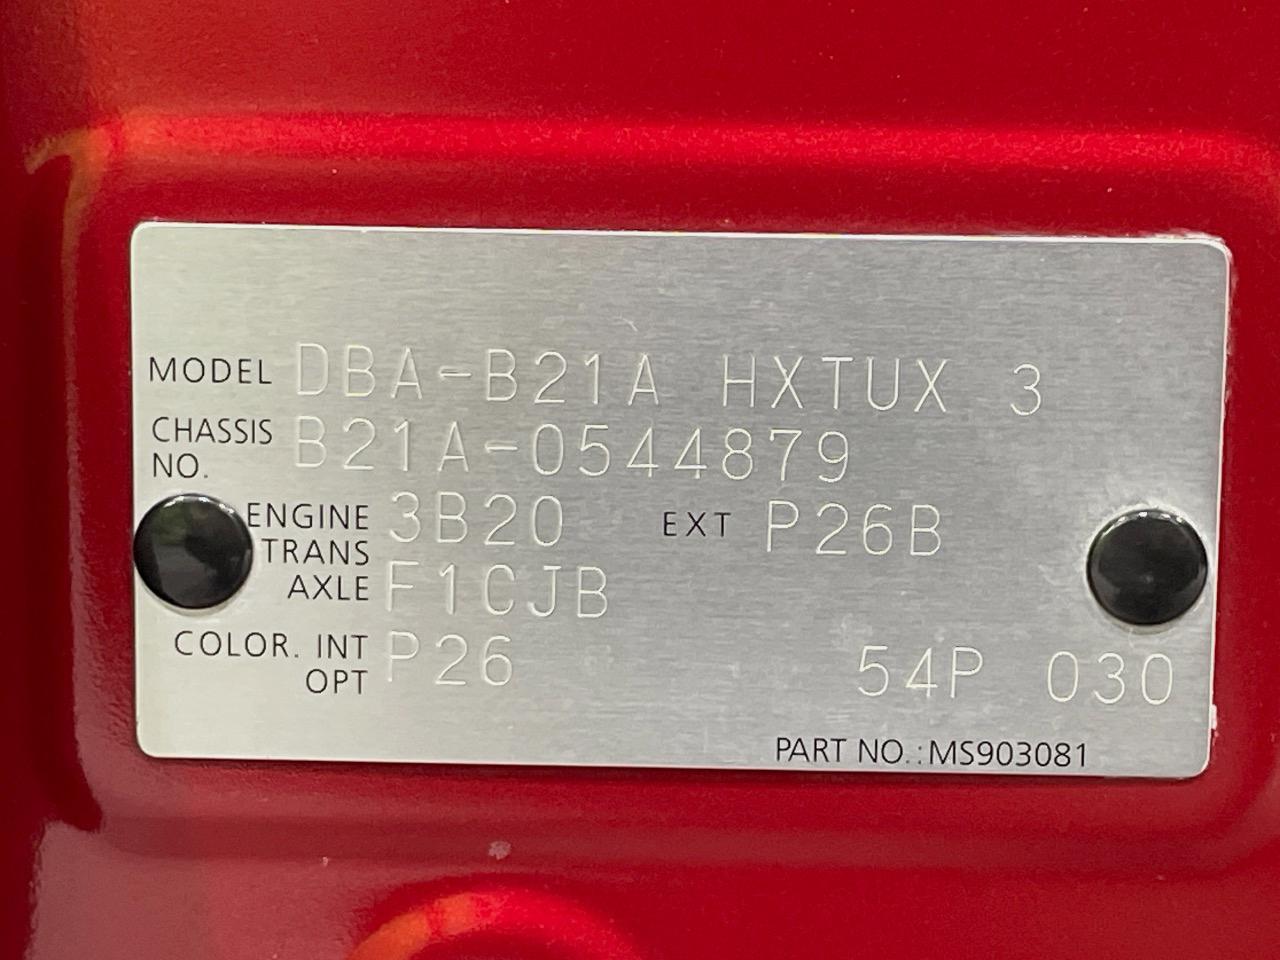 MODEL DBA-B21A HXTUX 3
CHASSIS NO. B21A-0544879
ENGINE 3B20 EXT P26B
TRANS AXLE F1CJB
COLOR. INT P26
OPT 54P 030
PART NO.:MS903081